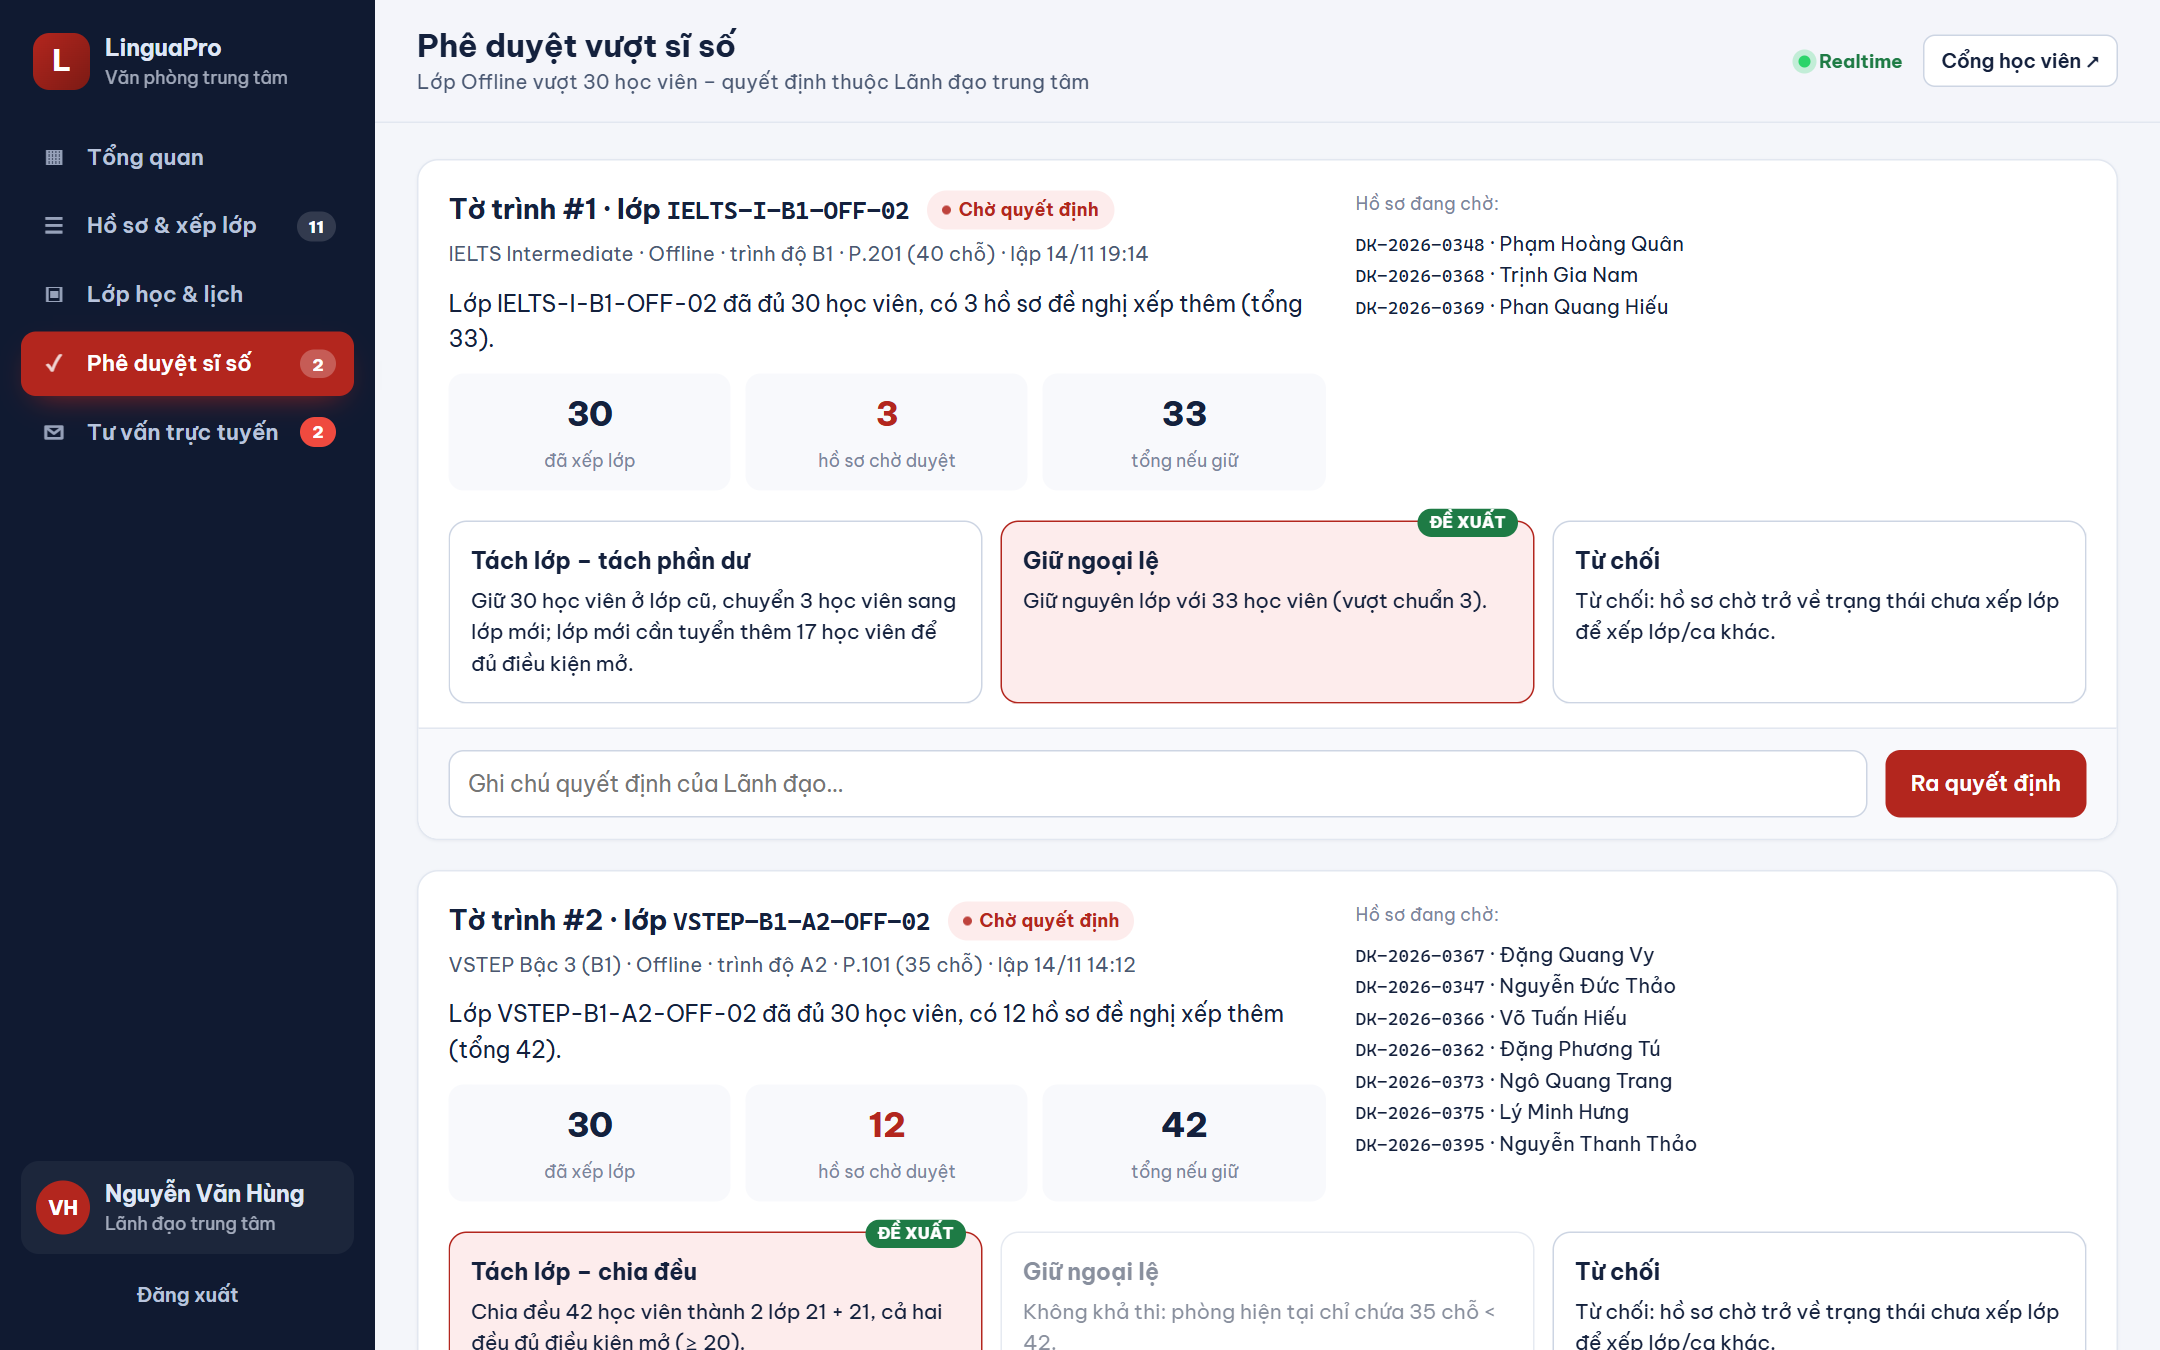 L
LinguaPro
Văn phòng trung tâm
Tổng quan
Hồ sơ & xếp lớp 11
Lớp học & lịch
Phê duyệt sĩ số 2
Tư vấn trực tuyến 2
VH
Nguyễn Văn Hùng
Lãnh đạo trung tâm
Đăng xuất
Phê duyệt vượt sĩ số
Lớp Offline vượt 30 học viên – quyết định thuộc Lãnh đạo trung tâm
Realtime
Cổng học viên ↗
Tờ trình #1 · lớp IELTS-I-B1-OFF-02 Chờ quyết định
IELTS Intermediate · Offline · trình độ B1 · P.201 (40 chỗ) · lập 14/11 19:14
Lớp IELTS-I-B1-OFF-02 đã đủ 30 học viên, có 3 hồ sơ đề nghị xếp thêm (tổng
33).
30
đã xếp lớp
3
hồ sơ chờ duyệt
33
tổng nếu giữ
Hồ sơ đang chờ:
DK-2026-0348 · Phạm Hoàng Quân
DK-2026-0368 · Trịnh Gia Nam
DK-2026-0369 · Phan Quang Hiếu
Tách lớp – tách phần dư
Giữ 30 học viên ở lớp cũ, chuyển 3 học viên sang
lớp mới; lớp mới cần tuyển thêm 17 học viên để
đủ điều kiện mở.
ĐỀ XUẤT
Giữ ngoại lệ
Giữ nguyên lớp với 33 học viên (vượt chuẩn 3).
Từ chối
Từ chối: hồ sơ chờ trở về trạng thái chưa xếp lớp
để xếp lớp/ca khác.
Ghi chú quyết định của Lãnh đạo...
Ra quyết định
Tờ trình #2 · lớp VSTEP-B1-A2-OFF-02 Chờ quyết định
VSTEP Bậc 3 (B1) · Offline · trình độ A2 · P.101 (35 chỗ) · lập 14/11 14:12
Lớp VSTEP-B1-A2-OFF-02 đã đủ 30 học viên, có 12 hồ sơ đề nghị xếp thêm
(tổng 42).
30
đã xếp lớp
12
hồ sơ chờ duyệt
42
tổng nếu giữ
Hồ sơ đang chờ:
DK-2026-0367 · Đặng Quang Vy
DK-2026-0347 · Nguyễn Đức Thảo
DK-2026-0366 · Võ Tuấn Hiếu
DK-2026-0362 · Đặng Phương Tú
DK-2026-0373 · Ngô Quang Trang
DK-2026-0375 · Lý Minh Hưng
DK-2026-0395 · Nguyễn Thanh Thảo
ĐỀ XUẤT
Tách lớp – chia đều
Chia đều 42 học viên thành 2 lớp 21 + 21, cả hai
đều đủ điều kiện mở (≥ 20).
Giữ ngoại lệ
Không khả thi: phòng hiện tại chỉ chứa 35 chỗ <
42.
Từ chối
Từ chối: hồ sơ chờ trở về trạng thái chưa xếp lớp
để xếp lớp/ca khác.